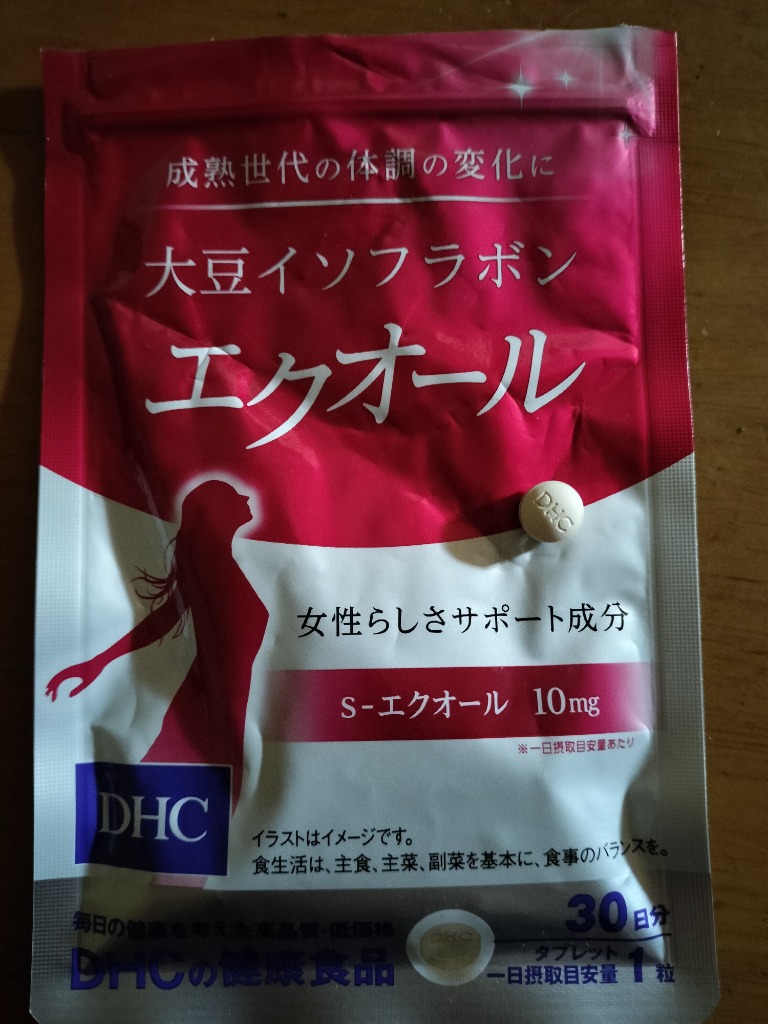 成熟世代の体調の変化に
大豆イソフラボン
エクオール
DHC
女性らしさサポート成分
s-エクオール 10mg
※一日摂取目安量あたり
DHC
イラストはイメージです。
食生活は、主食、主菜、副菜を基本に、食事のバランスを。
毎日の健康を考えた高品質・低価格
DHCの健康食品
DHC
30日分
タブレット
一日摂取目安量 1粒